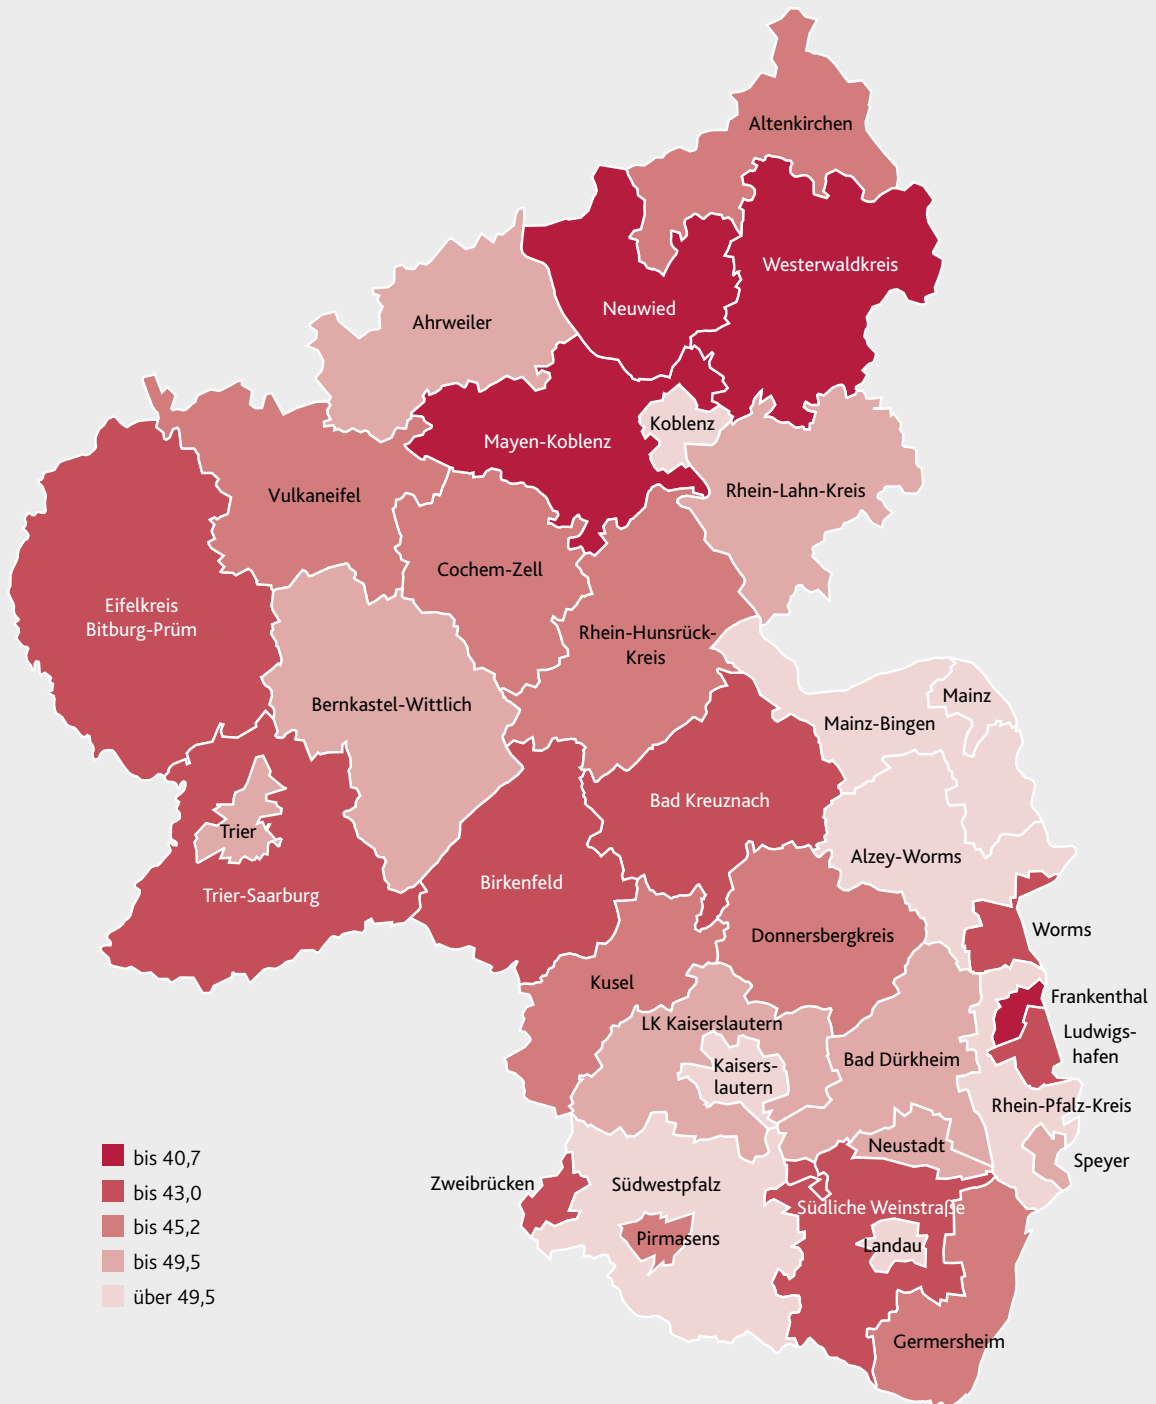 Altenkirchen
Westerwaldkreis
Neuwied
Ahrweiler
Koblenz
Mayen-Koblenz
Rhein-Lahn-Kreis
Vulkaneifel
Cochem-Zell
Eifelkreis
Bitburg-Prüm
Rhein-Hunsrück-
Kreis
Bernkastel-Wittlich
Mainz
Mainz-Bingen
Bad Kreuznach
Trier
Alzey-Worms
Birkenfeld
Trier-Saarburg
Worms
Donnersbergkreis
Kusel
Frankenthal
LK Kaiserslautern
Ludwigs-
hafen
Bad Dürkheim
Kaisers-
lautern
Rhein-Pfalz-Kreis
Neustadt
Speyer
Zweibrücken
Südwestpfalz
Südliche Weinstraße
Pirmasens
Landau
Germersheim
bis 40,7
bis 43,0
bis 45,2
bis 49,5
über 49,5